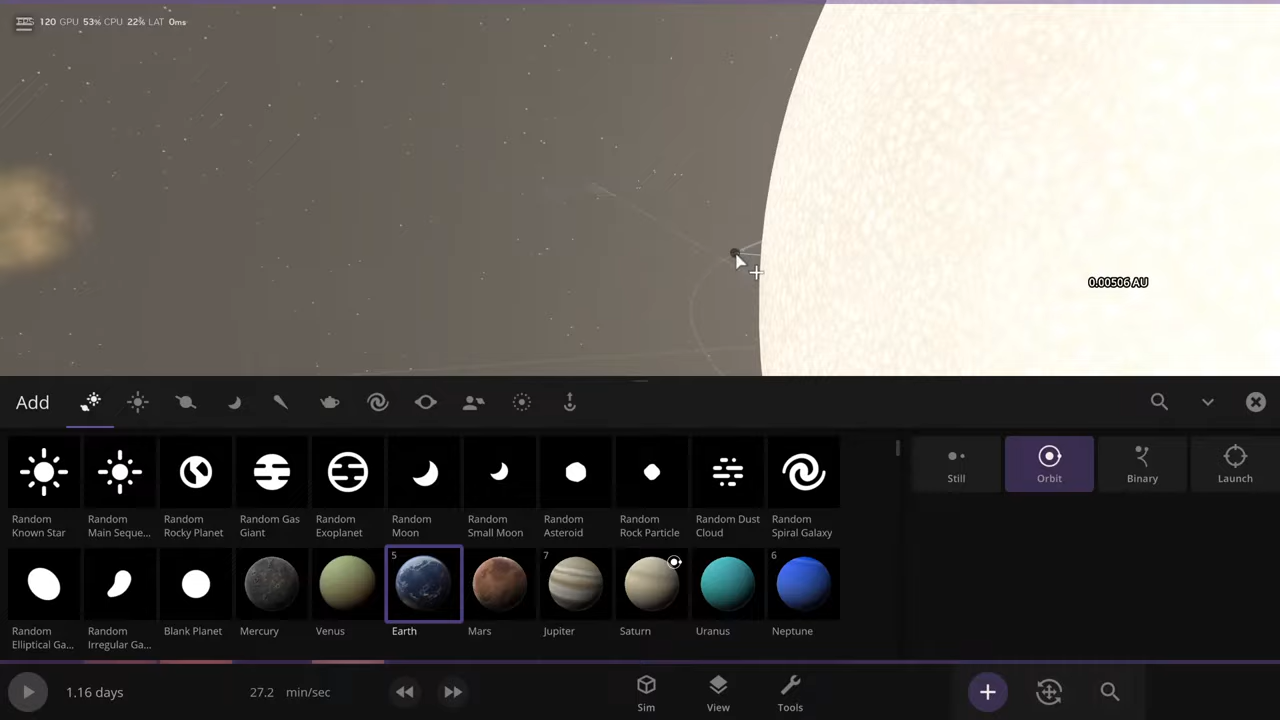 FPS 120 GPU 53% CPU 22% LAT 0ms
0.00506 AU
Add
Random Known Star
Random Main Seque...
Random Rocky Planet
Random Gas Giant
Random Exoplanet
Random Moon
Random Small Moon
Random Asteroid
Random Rock Particle
Random Dust Cloud
Random Spiral Galaxy
Still
Orbit
Binary
Launch
5
7
6
Random Elliptical Ga...
Random Irregular Ga...
Blank Planet
Mercury
Venus
Earth
Mars
Jupiter
Saturn
Uranus
Neptune
1.16 days
27.2 min/sec
Sim
View
Tools